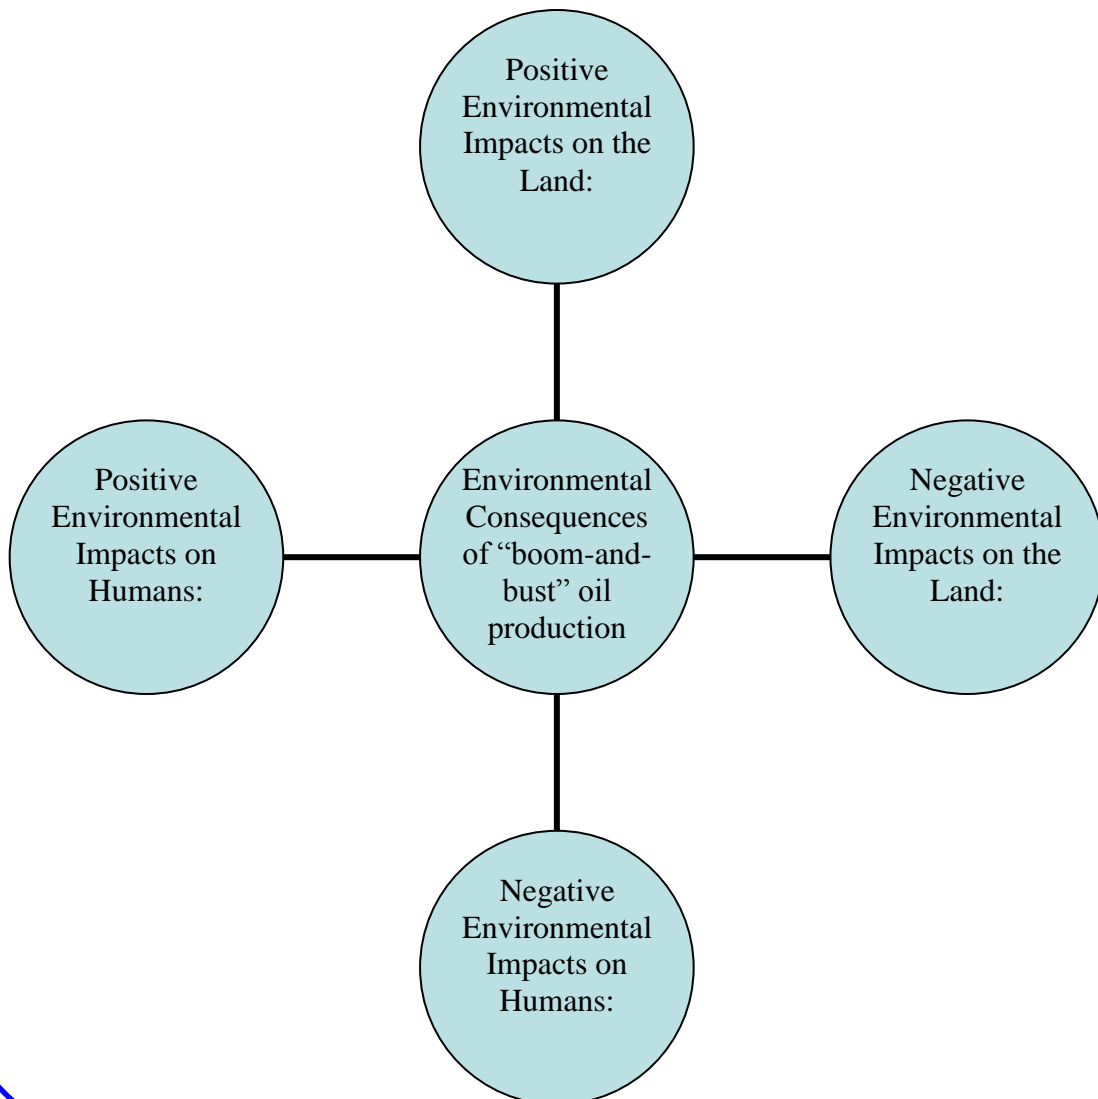 Positive
Environmental
Impacts on the
Land:
Positive
Environmental
Impacts on
Humans:
Environmental
Consequences
of “boom-and-
bust” oil
production
Negative
Environmental
Impacts on the
Land:
Negative
Environmental
Impacts on
Humans: